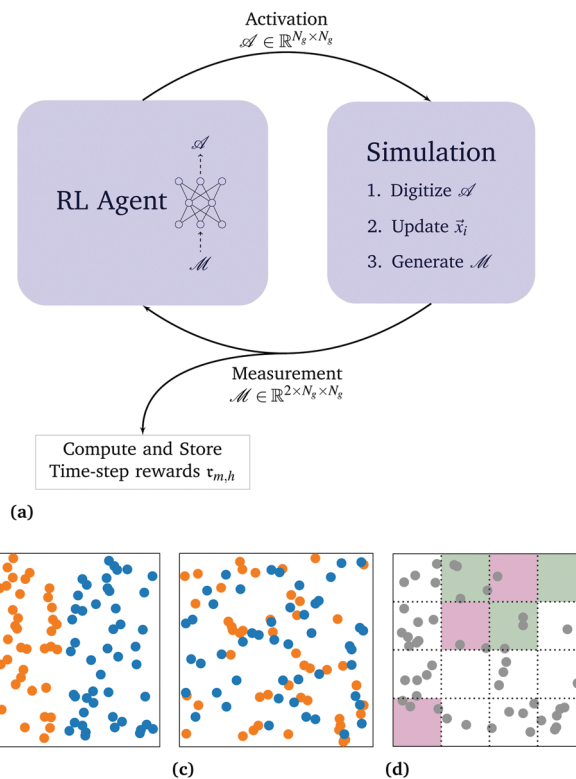 Activation
𝒜 ∈ ℝ^{N_g×N_g}
RL Agent
𝒜
ℳ
Simulation
1. Digitize 𝒜
2. Update x⃗_i
3. Generate ℳ
Measurement
ℳ ∈ ℝ^{2×N_g×N_g}
Compute and Store
Time-step rewards 𝔯_{m,h}
(a)
(c)
(d)